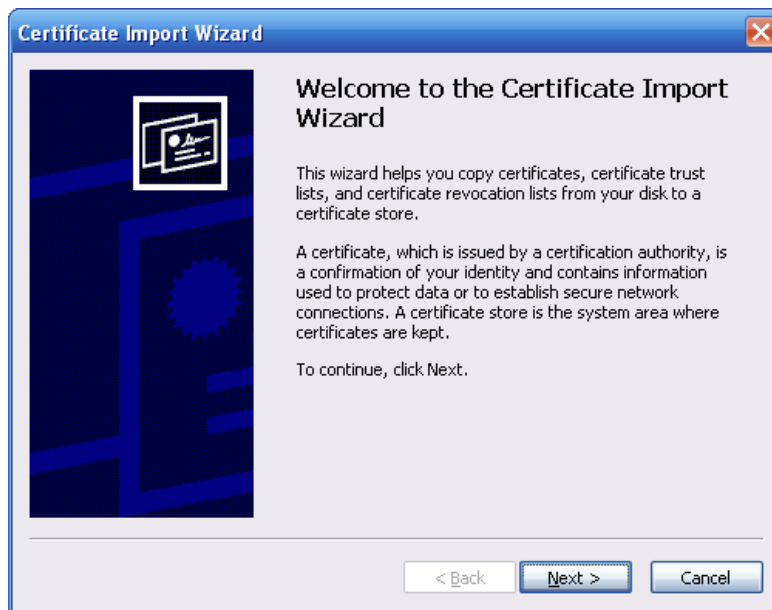 Certificate Import Wizard
Welcome to the Certificate Import
Wizard
This wizard helps you copy certificates, certificate trust
lists, and certificate revocation lists from your disk to a
certificate store.
A certificate, which is issued by a certification authority, is
a confirmation of your identity and contains information
used to protect data or to establish secure network
connections. A certificate store is the system area where
certificates are kept.
To continue, click Next.
< Back Next > Cancel